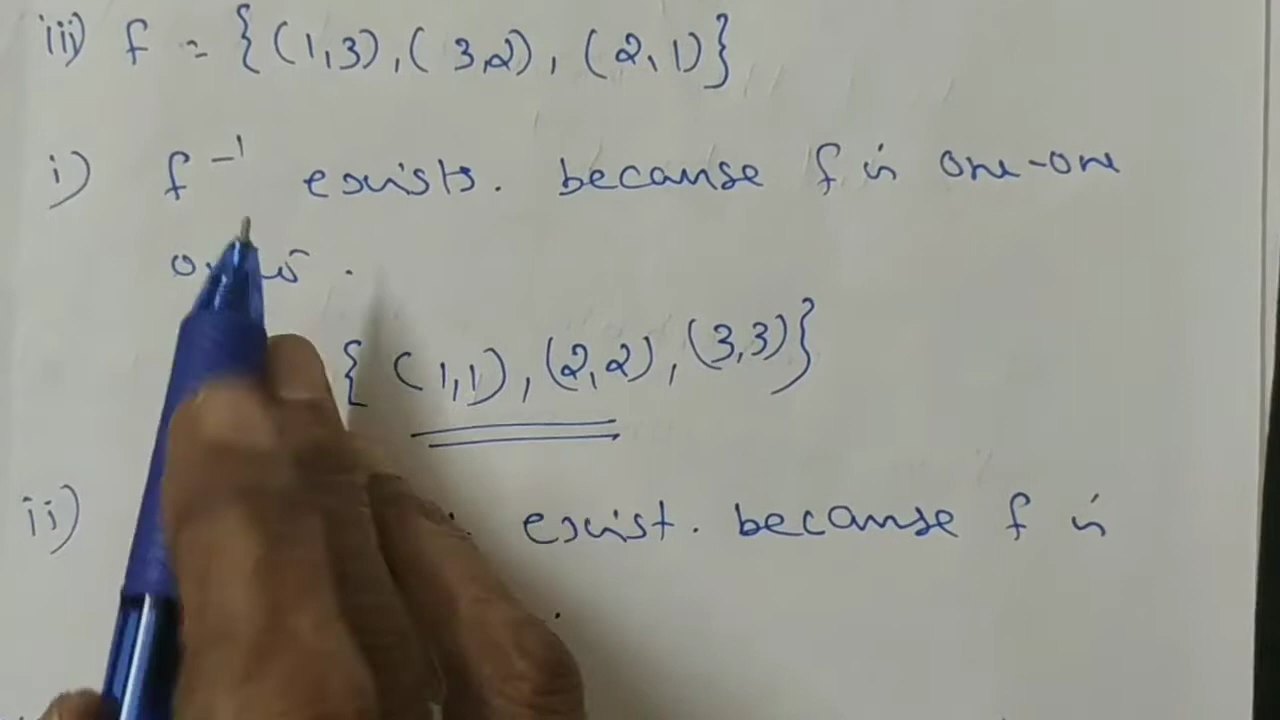 iii) f = {(1,3),(3,2),(2,1)}
i) f⁻¹ exists. because f is one-one
{(1,1),(2,2),(3,3)}
ii) exist. because f is